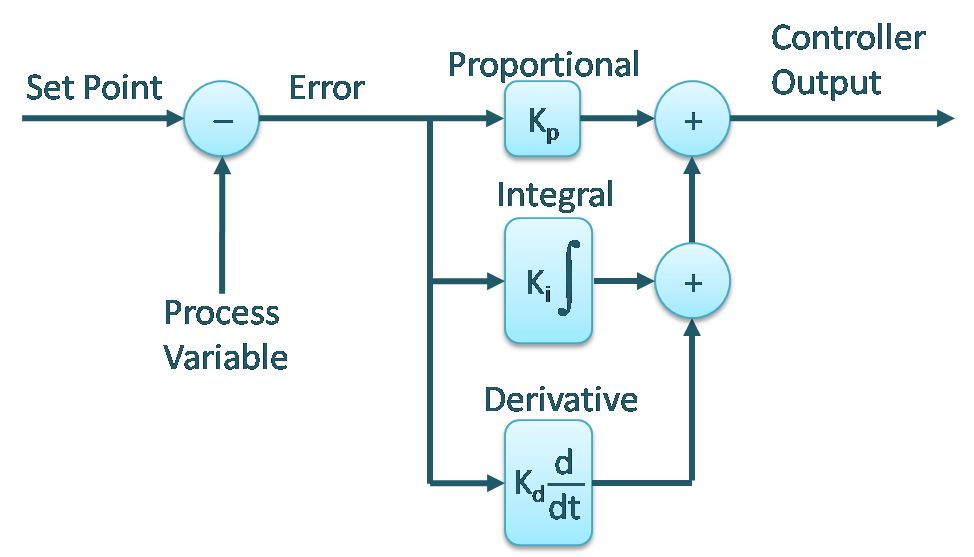 Set Point
−
Error
Proportional
Kp
+
Controller
Output
Integral
Ki ∫
+
Process
Variable
Derivative
Kd d/dt